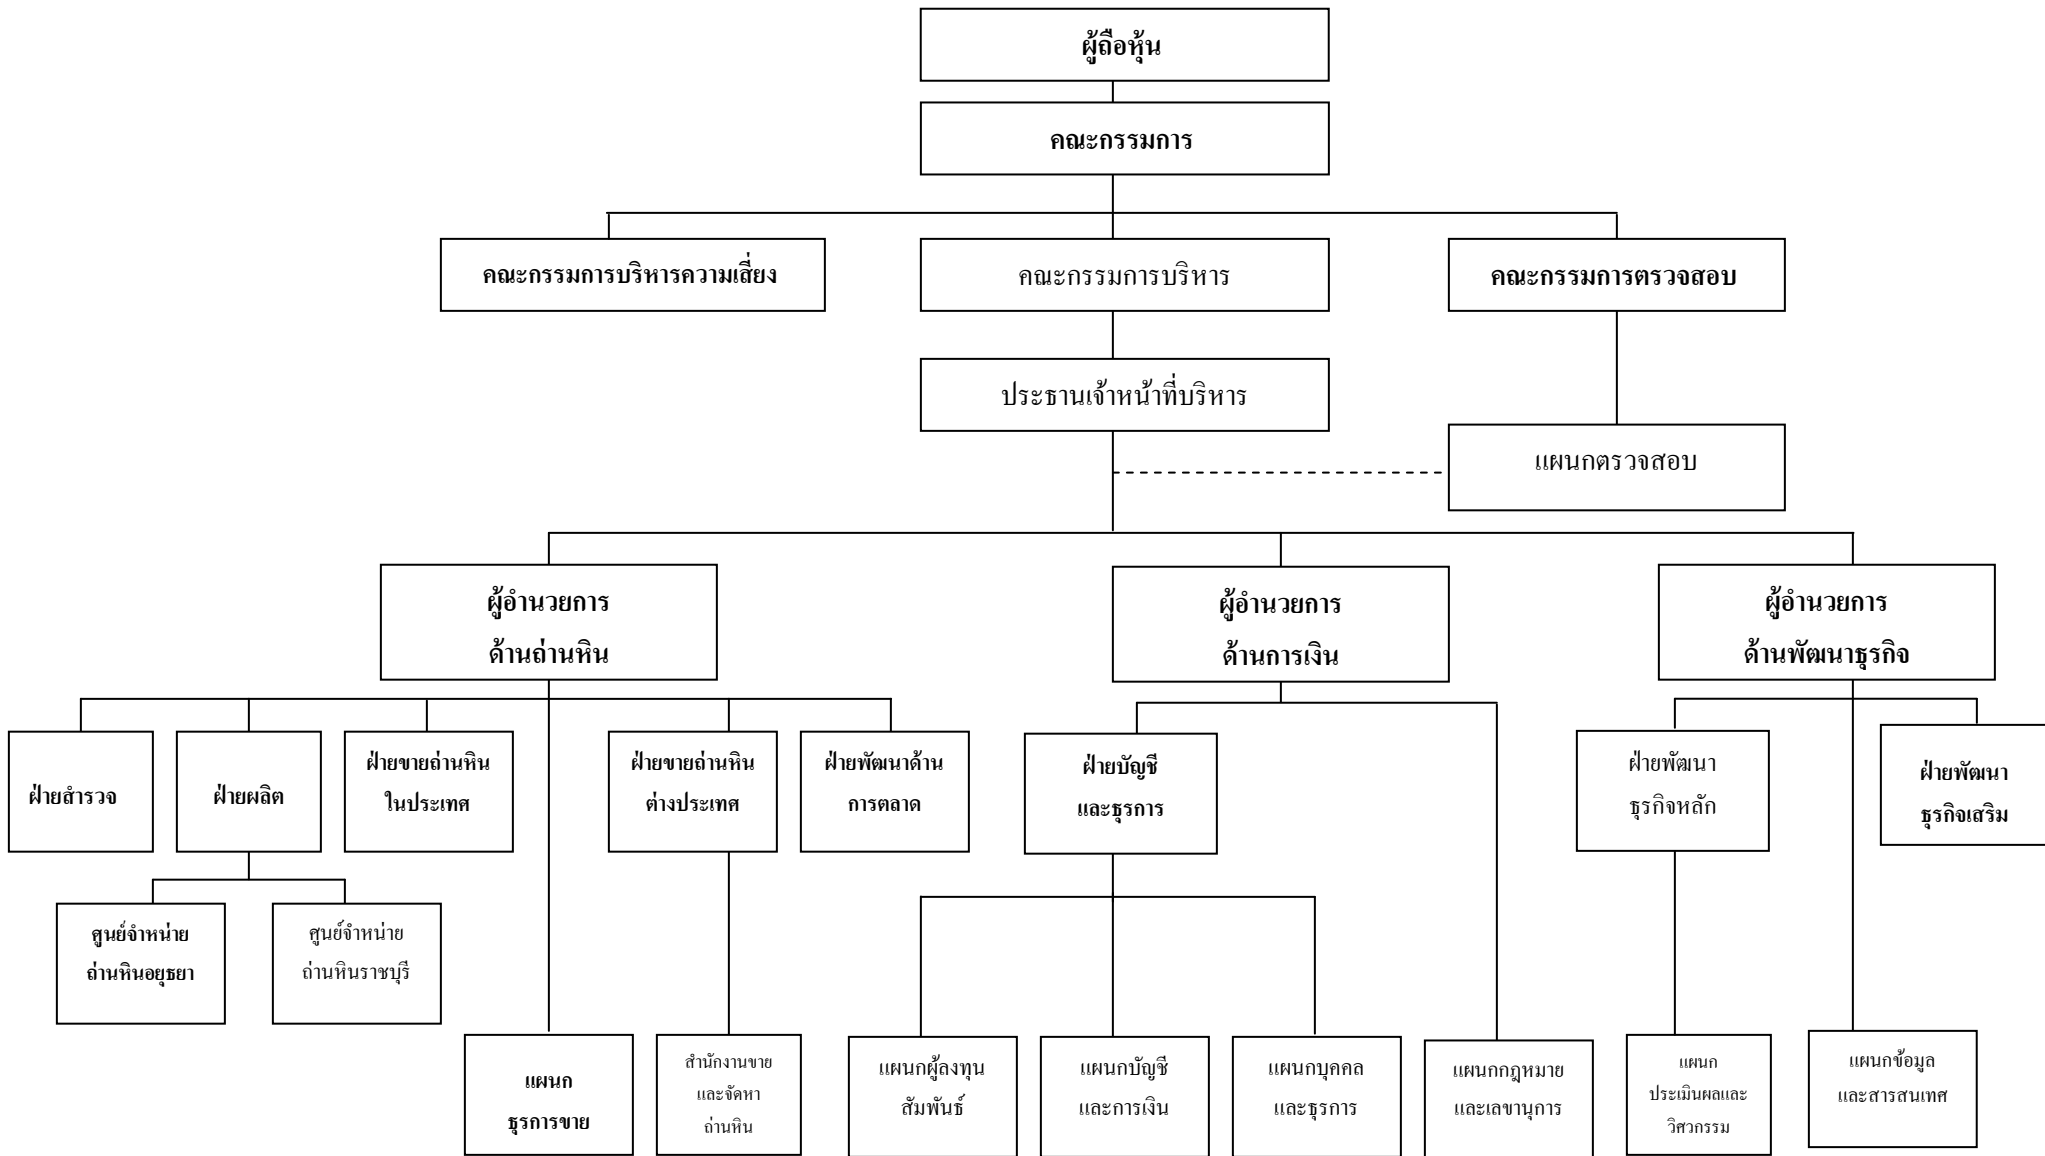 ผู้ถือหุ้น
คณะกรรมการ
คณะกรรมการบริหารความเสี่ยง
คณะกรรมการบริหาร
คณะกรรมการตรวจสอบ
ประธานเจ้าหน้าที่บริหาร
แผนกตรวจสอบ
ผู้อำนวยการ
ด้านถ่านหิน
ผู้อำนวยการ
ด้านการเงิน
ผู้อำนวยการ
ด้านพัฒนาธุรกิจ
ฝ่ายสำรวจ
ฝ่ายผลิต
ฝ่ายขายถ่านหิน
ในประเทศ
ฝ่ายขายถ่านหิน
ต่างประเทศ
ฝ่ายพัฒนาด้าน
การตลาด
ฝ่ายบัญชี
และธุรการ
ฝ่ายพัฒนา
ธุรกิจหลัก
ฝ่ายพัฒนา
ธุรกิจเสริม
ศูนย์จำหน่าย
ถ่านหินอยุธยา
ศูนย์จำหน่าย
ถ่านหินราชบุรี
แผนก
ธุรการขาย
สำนักงานขาย
และจัดหา
ถ่านหิน
แผนกผู้ลงทุน
สัมพันธ์
แผนกบัญชี
และการเงิน
แผนกบุคคล
และธุรการ
แผนกกฎหมาย
และเลขานุการ
แผนก
ประเมินผลและ
วิศวกรรม
แผนกข้อมูล
และสารสนเทศ